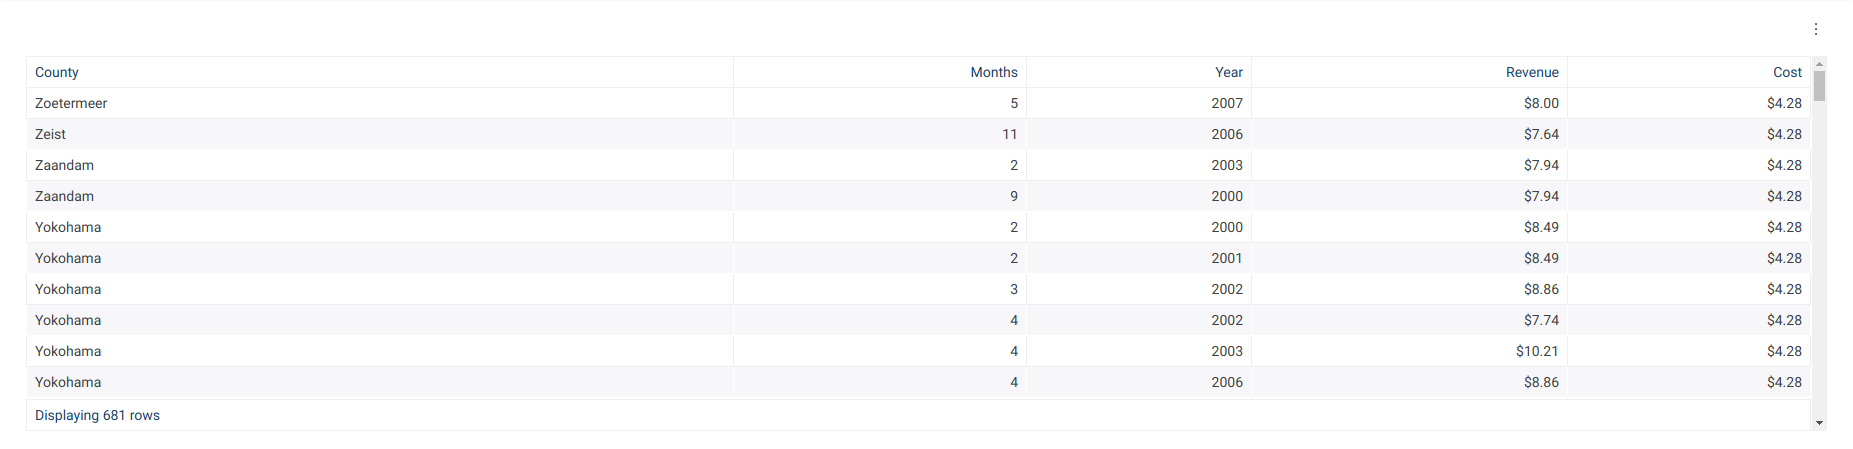 County Months Year Revenue Cost
Zoetermeer 5 2007 $8.00 $4.28
Zeist 11 2006 $7.64 $4.28
Zaandam 2 2003 $7.94 $4.28
Zaandam 9 2000 $7.94 $4.28
Yokohama 2 2000 $8.49 $4.28
Yokohama 2 2001 $8.49 $4.28
Yokohama 3 2002 $8.86 $4.28
Yokohama 4 2002 $7.74 $4.28
Yokohama 4 2003 $10.21 $4.28
Yokohama 4 2006 $8.86 $4.28
Displaying 681 rows